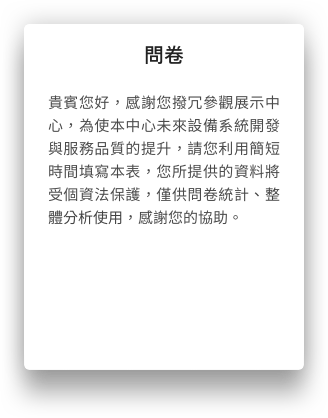 問卷
貴賓您好，感謝您撥冗參觀展示中
心，為使本中心未來設備系統開發
與服務品質的提升，請您利用簡短
時間填寫本表，您所提供的資料將
受個資法保護，僅供問卷統計、整
體分析使用，感謝您的協助。